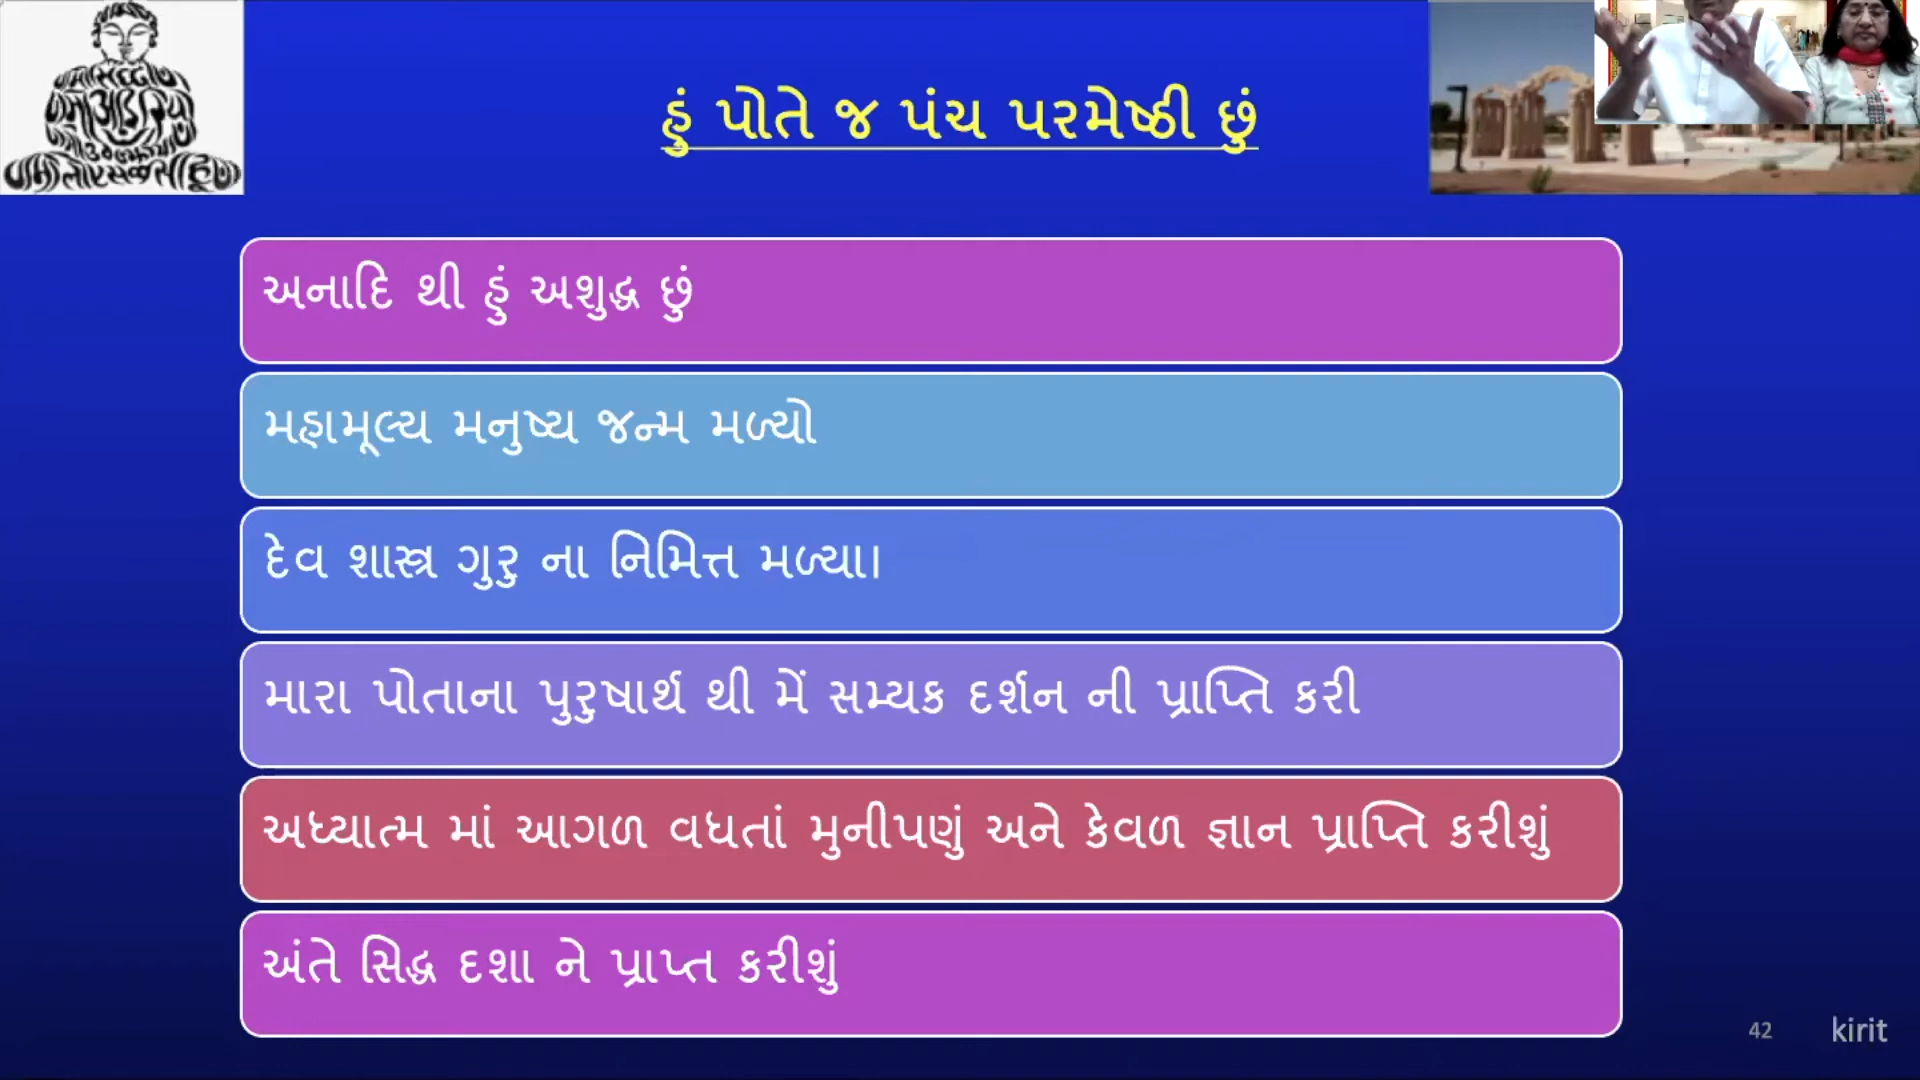 હું પોતે જ પંચ પરમેષ્ઠી છું
અનાદિ થી હું અશુદ્ધ છું
મહામૂલ્ય મનુષ્ય જન્મ મળ્યો
દેવ શાસ્ત્ર ગુરુ ના નિમિત્ત મળ્યા।
મારા પોતાના પુરુષાર્થ થી મેં સમ્યક દર્શન ની પ્રાપ્તિ કરી
અધ્યાત્મ માં આગળ વધતાં મુનીપણું અને કેવળ જ્ઞાન પ્રાપ્તિ કરીશું
અંતે સિદ્ધ દશા ને પ્રાપ્ત કરીશું
42 kirit